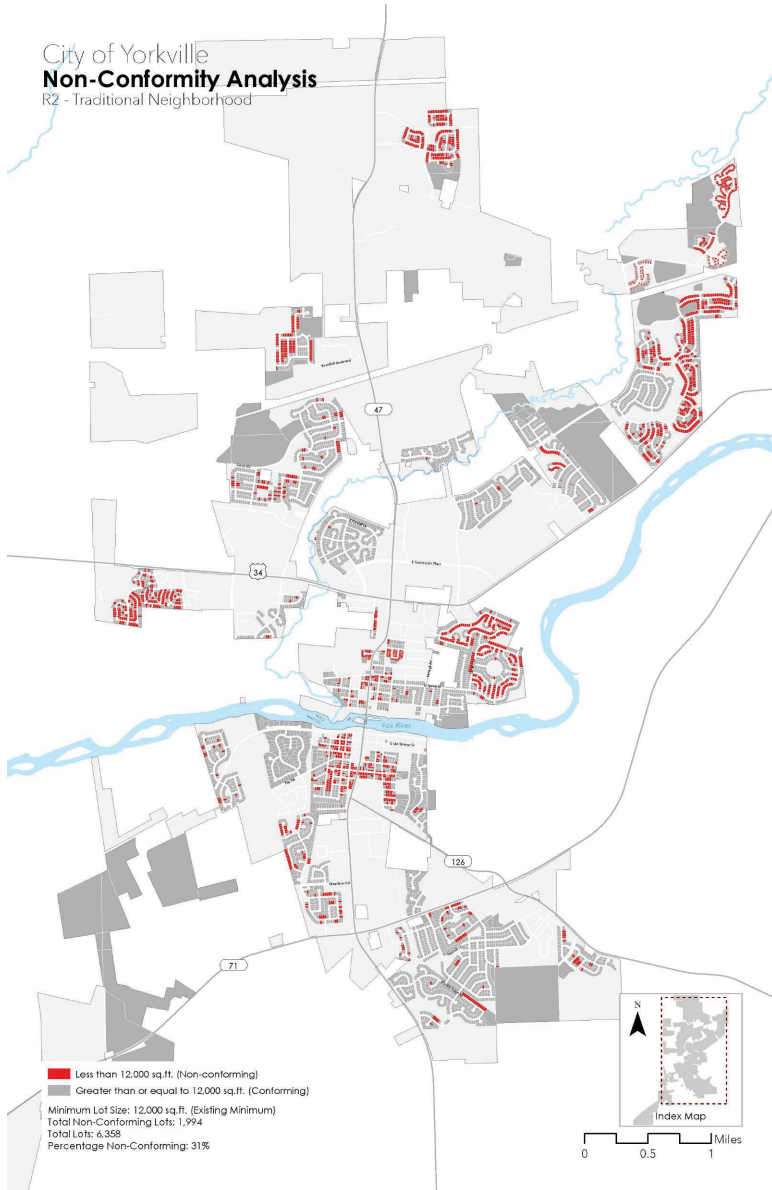 City of Yorkville
Non-Conformity Analysis
R2 - Traditional Neighborhood
47
34
Fox River
126
71
N
Index Map
Less than 12,000 sq.ft. (Non-conforming)
Greater than or equal to 12,000 sq.ft. (Conforming)
Minimum Lot Size: 12,000 sq.ft. (Existing Minimum)
Total Non-Conforming Lots: 1,994
Total Lots: 6,358
Percentage Non-Conforming: 31%
Miles
0 0.5 1